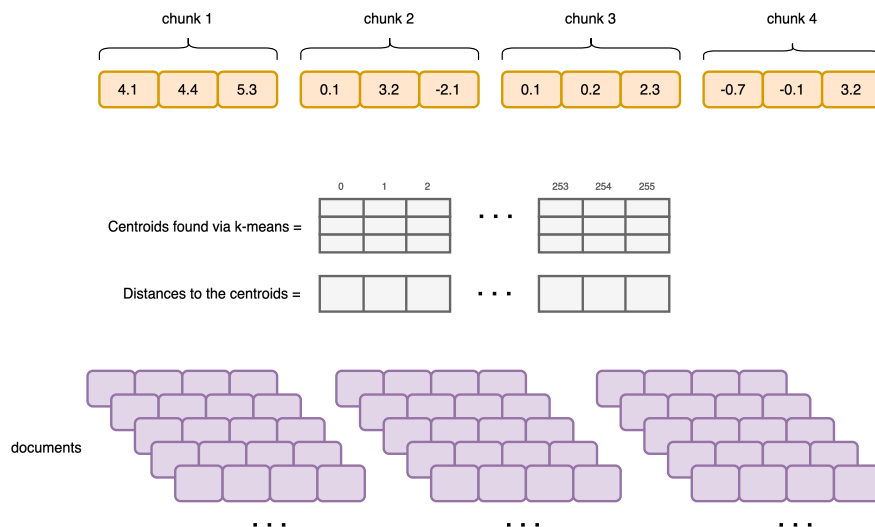 chunk 1 chunk 2 chunk 3 chunk 4
4.1 4.4 5.3 0.1 3.2 -2.1 0.1 0.2 2.3 -0.7 -0.1 3.2
0 1 2 253 254 255
Centroids found via k-means = . . .
Distances to the centroids = . . .
documents
. . . . . . . . .